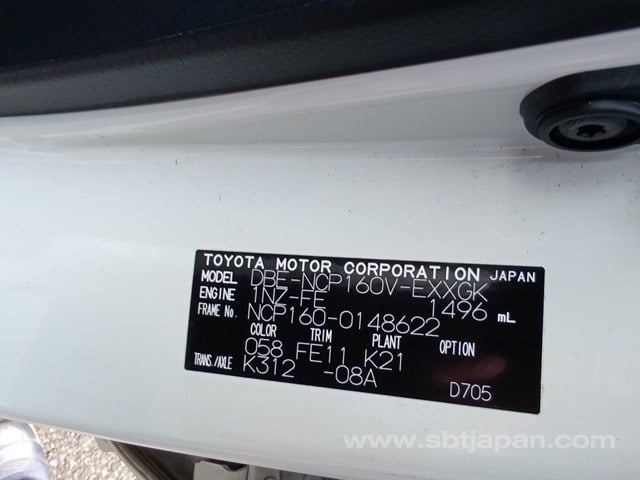 TOYOTA MOTOR CORPORATION JAPAN
MODEL DBE-NCP160V-EXXGK
ENGINE 1NZ-FE 1496 mL
FRAME No. NCP160-0148622
COLOR TRIM PLANT OPTION
058 FE11 K21
TRANS./AXLE K312 -08A
D705
www.sbtjapan.com